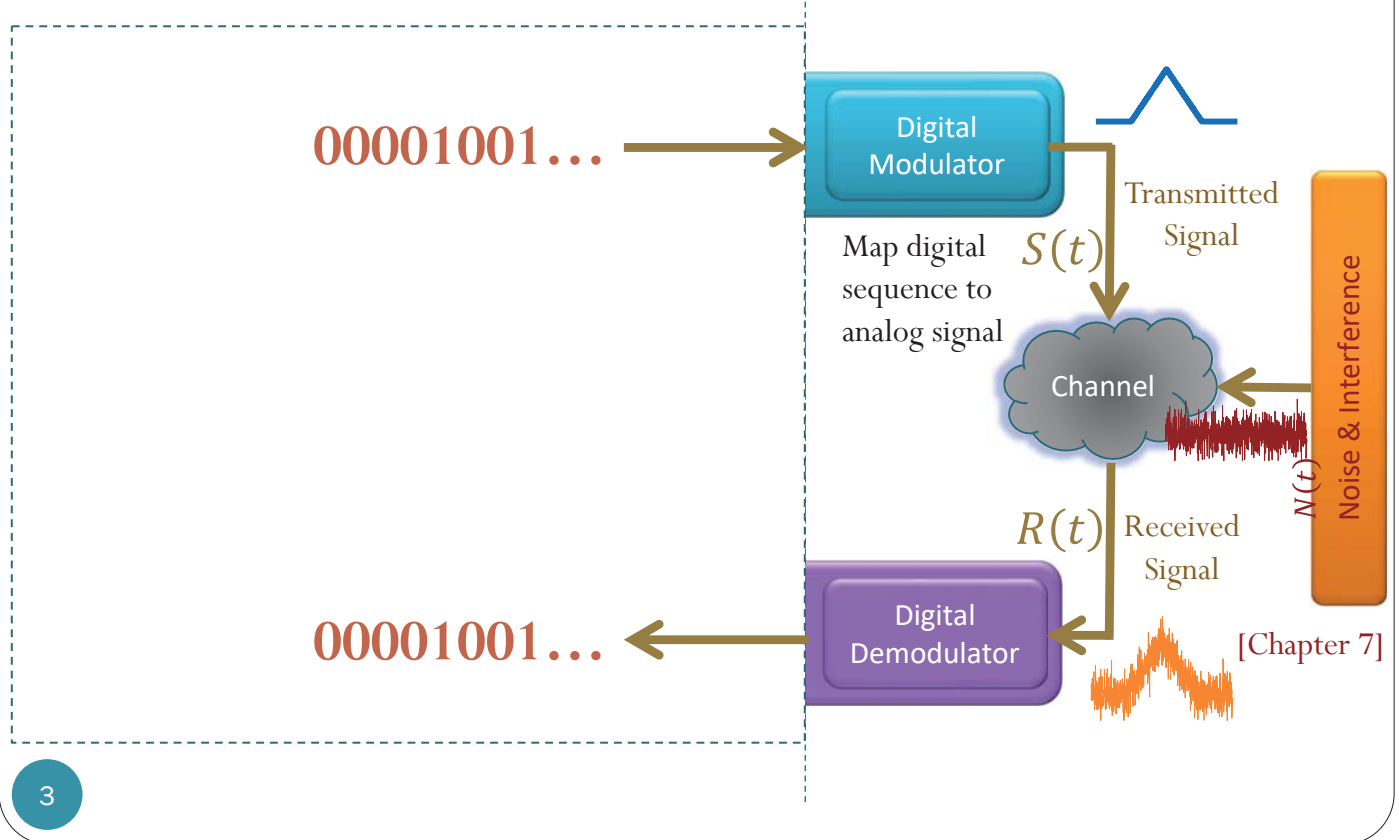 00001001…
Digital
Modulator
Transmitted
Signal
Map digital
sequence to
analog signal
S(t)
Channel
Noise & Interference
N(t)
R(t)
Received
Signal
00001001…
Digital
Demodulator
[Chapter 7]
3